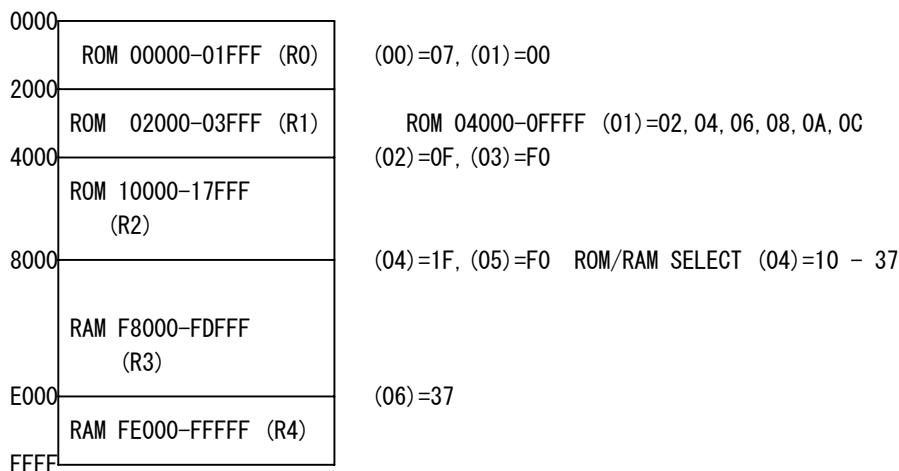 0000
ROM 00000-01FFF (R0) (00)=07, (01)=00
2000
ROM 02000-03FFF (R1) ROM 04000-0FFFF (01)=02, 04, 06, 08, 0A, 0C
4000 (02)=0F, (03)=F0
ROM 10000-17FFF
(R2)
8000 (04)=1F, (05)=F0 ROM/RAM SELECT (04)=10 - 37
RAM F8000-FDFFF
(R3)
E000 (06)=37
RAM FE000-FFFFF (R4)
FFFF